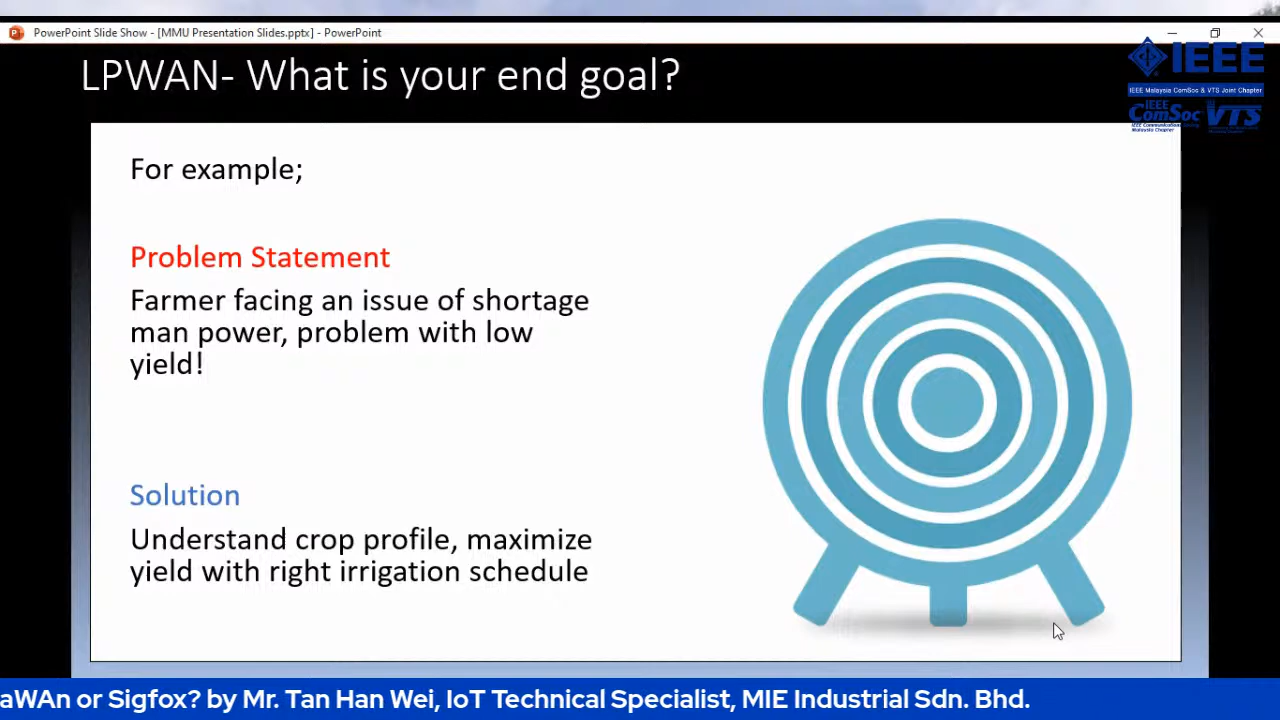 PowerPoint Slide Show - [MMU Presentation Slides.pptx] - PowerPoint
LPWAN- What is your end goal?
IEEE
IEEE Malaysia ComSoc & VTS Joint Chapter
IEEE
ComSoc
VTS
For example;
Problem Statement
Farmer facing an issue of shortage
man power, problem with low
yield!
Solution
Understand crop profile, maximize
yield with right irrigation schedule
aWAn or Sigfox? by Mr. Tan Han Wei, IoT Technical Specialist, MIE Industrial Sdn. Bhd.